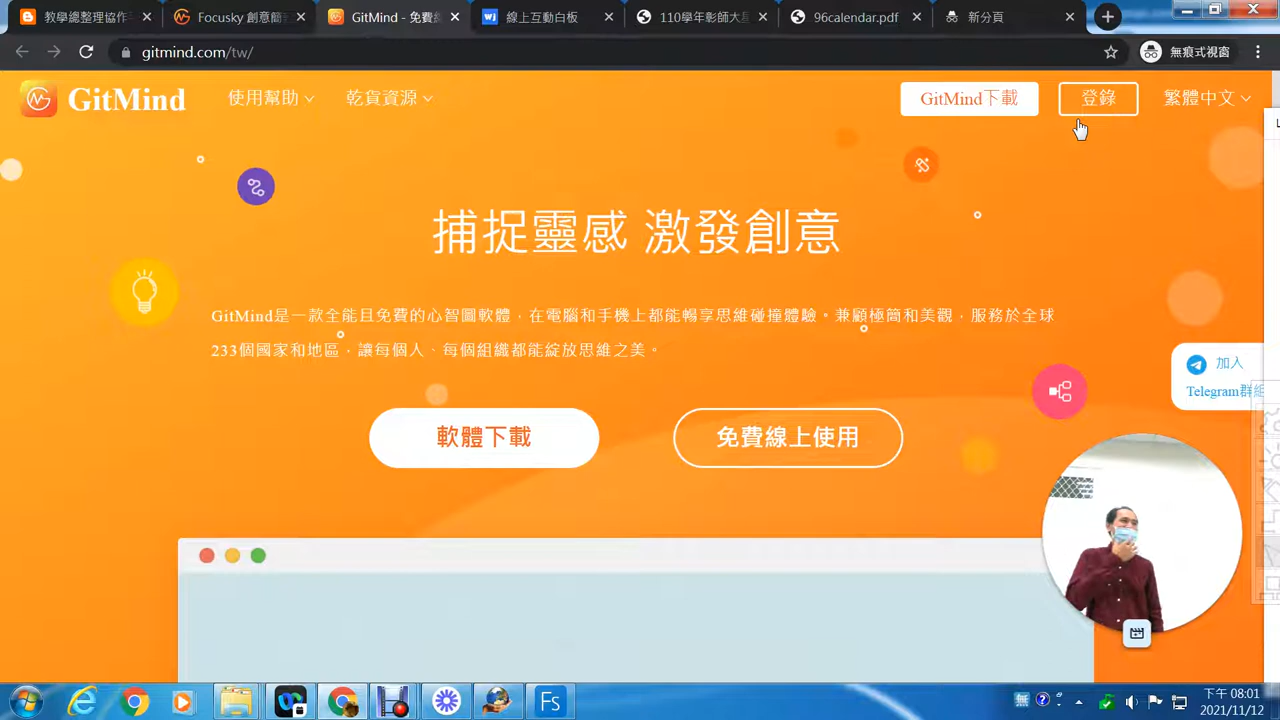 教學總整理協作
Focusky 創意簡
GitMind - 免費
110學年彰師大
96calendar.pdf
新分頁
gitmind.com/tw/
無痕式視窗
GitMind
使用幫助
乾貨資源
GitMind下載
登錄
繁體中文
捕捉靈感 激發創意
GitMind是一款全能且免費的心智圖軟體，在電腦和手機上都能暢享思維碰撞體驗。兼顧極簡和美觀，服務於全球
233個國家和地區，讓每個人、每個組織都能綻放思維之美。
加入
Telegram群組
軟體下載
免費線上使用
Fs
無
下午 08:01
2021/11/12